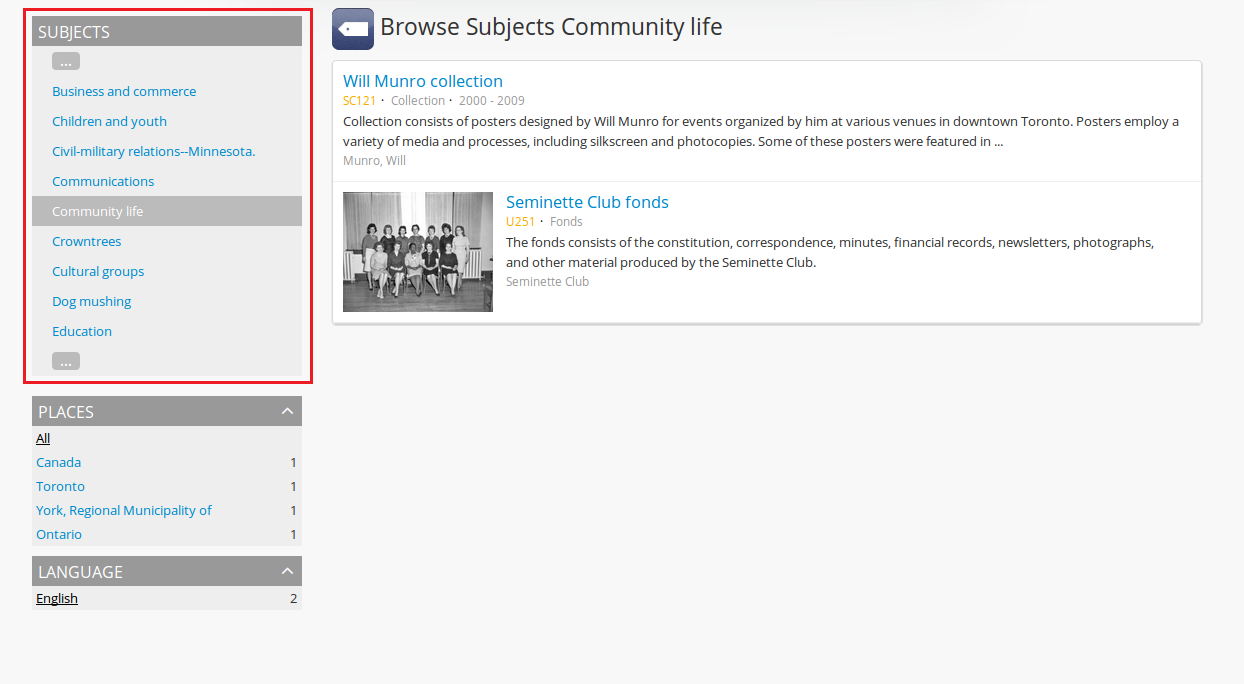 SUBJECTS
...
Business and commerce
Children and youth
Civil-military relations--Minnesota.
Communications
Community life
Crowntrees
Cultural groups
Dog mushing
Education
...
PLACES
All
Canada 1
Toronto 1
York, Regional Municipality of 1
Ontario 1
LANGUAGE
English 2
Browse Subjects Community life
Will Munro collection
SC121 · Collection · 2000 - 2009
Collection consists of posters designed by Will Munro for events organized by him at various venues in downtown Toronto. Posters employ a
variety of media and processes, including silkscreen and photocopies. Some of these posters were featured in ...
Munro, Will
Seminette Club fonds
U251 · Fonds
The fonds consists of the constitution, correspondence, minutes, financial records, newsletters, photographs,
and other material produced by the Seminette Club.
Seminette Club